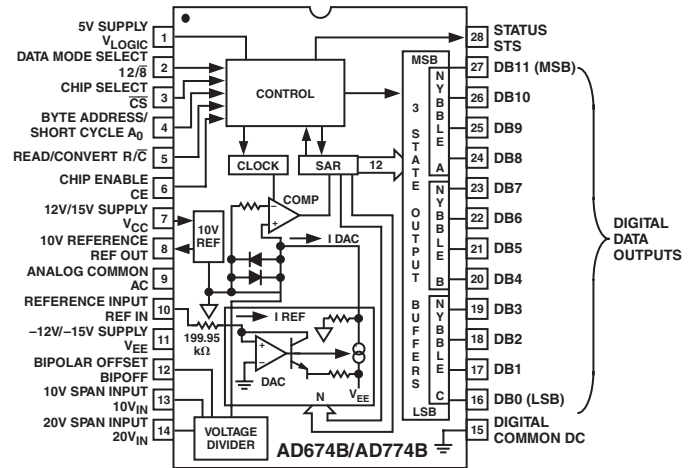 5V SUPPLY
VLOGIC
1
DATA MODE SELECT
12/8̅
2
CHIP SELECT
C̅S̅
3
BYTE ADDRESS/
SHORT CYCLE A0
4
READ/CONVERT R/C̅
5
CHIP ENABLE
CE
6
12V/15V SUPPLY
VCC
7
10V REFERENCE
REF OUT
8
ANALOG COMMON
AC
9
REFERENCE INPUT
REF IN
10
–12V/–15V SUPPLY
VEE
11
BIPOLAR OFFSET
BIPOFF
12
10V SPAN INPUT
10VIN
13
20V SPAN INPUT
20VIN
14
CONTROL
CLOCK
SAR
12
COMP
–
+
10V
REF
I DAC
I REF
199.95
kΩ
+
–
DAC
VEE
N
VOLTAGE
DIVIDER
AD674B/AD774B
MSB
3 STATE OUTPUT BUFFERS
LSB
NYBBLE A
NYBBLE B
NYBBLE C
28
STATUS
STS
27
DB11 (MSB)
26
DB10
25
DB9
24
DB8
23
DB7
22
DB6
21
DB5
20
DB4
19
DB3
18
DB2
17
DB1
16
DB0 (LSB)
15
DIGITAL
COMMON DC
DIGITAL
DATA
OUTPUTS